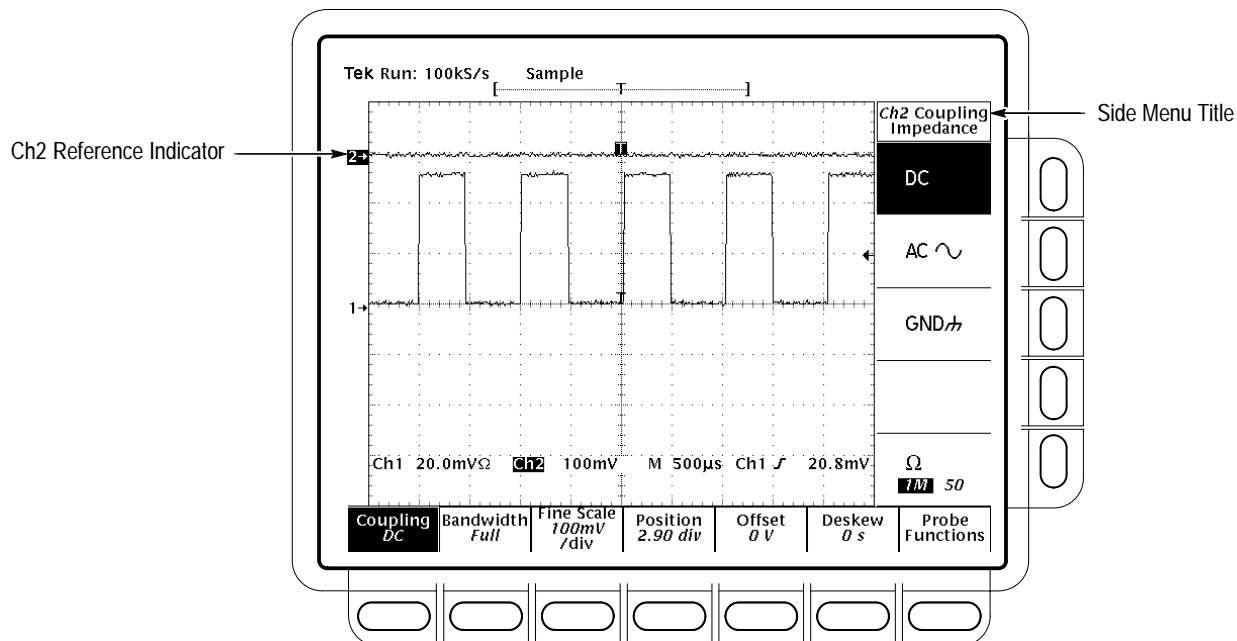 Tek Run: 100kS/s Sample
[ T ]
Ch2 Coupling
Impedance
Side Menu Title
Ch2 Reference Indicator
2→
T
DC
AC
1→
T
GND
Ch1 20.0mVΩ Ch2 100mV M 500µs Ch1 20.8mV
Ω
1M 50
Coupling
DC
Bandwidth
Full
Fine Scale
100mV
/div
Position
2.90 div
Offset
0 V
Deskew
0 s
Probe
Functions